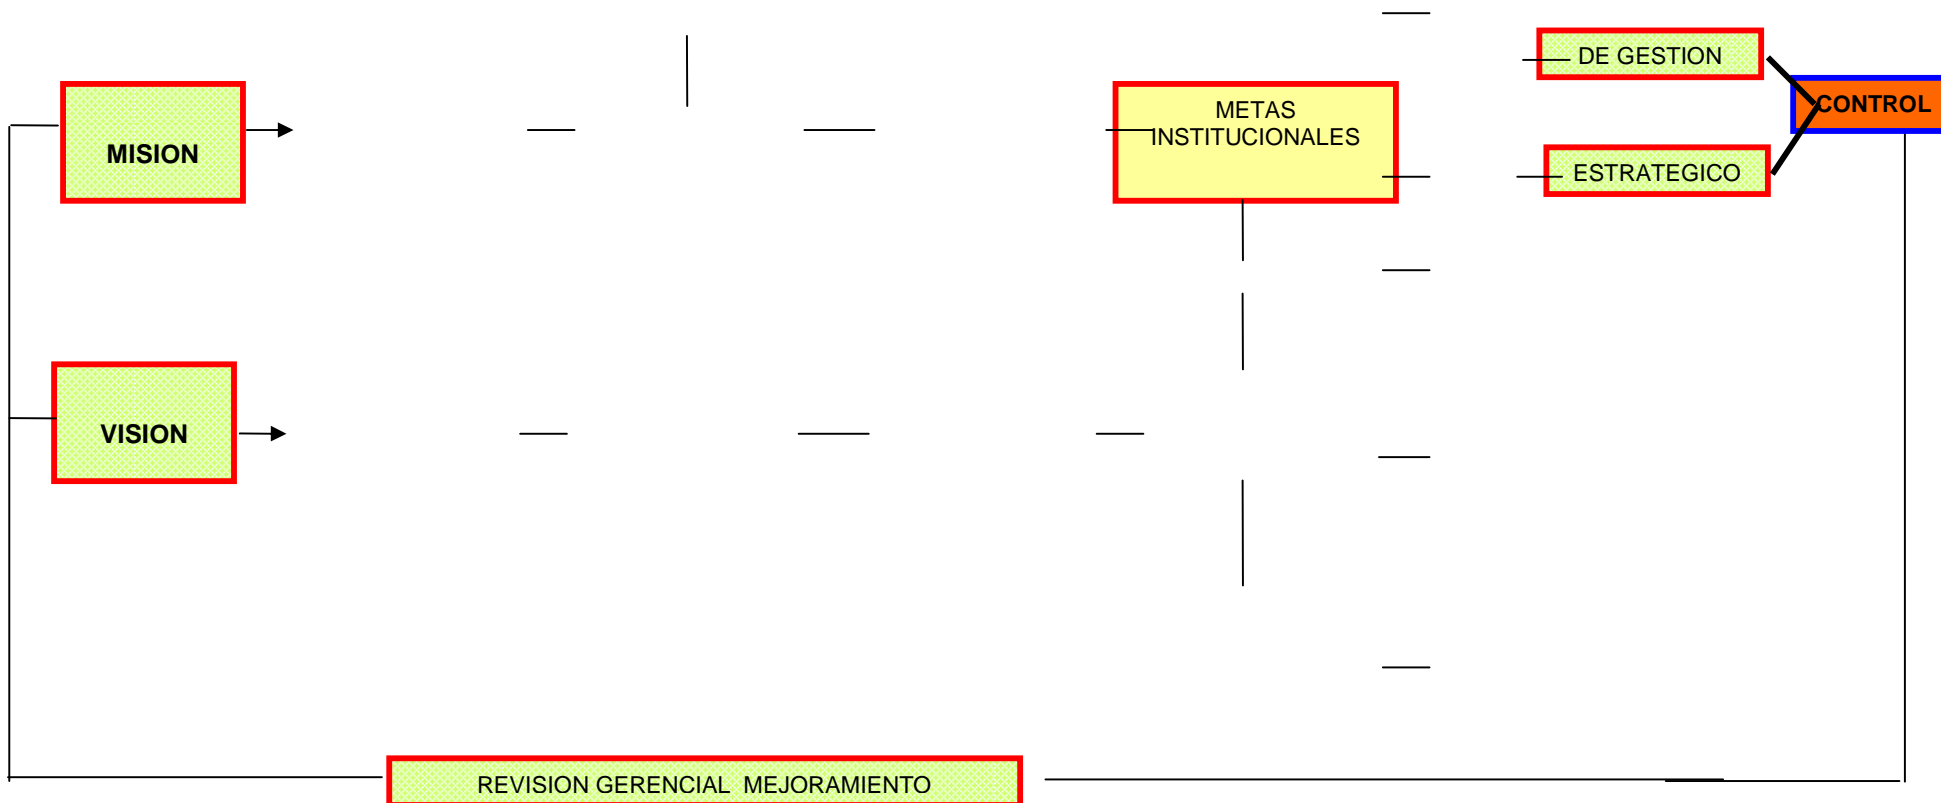 DE GESTION
CONTROL
METAS
INSTITUCIONALES
MISION
ESTRATEGICO
VISION
REVISION GERENCIAL  MEJORAMIENTO